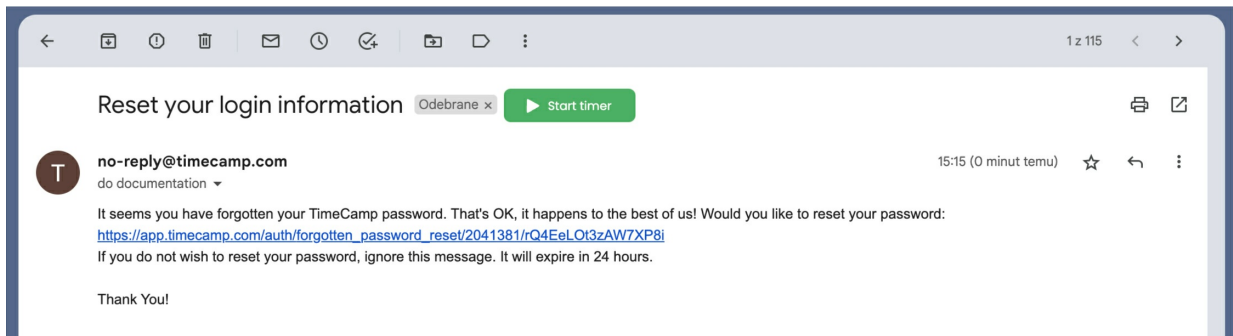 1 z 115
Reset your login information Odebrane × Start timer
T
no-reply@timecamp.com 15:15 (0 minut temu)
do documentation
It seems you have forgotten your TimeCamp password. That's OK, it happens to the best of us! Would you like to reset your password:
https://app.timecamp.com/auth/forgotten_password_reset/2041381/rQ4EeLOt3zAW7XP8i
If you do not wish to reset your password, ignore this message. It will expire in 24 hours.
Thank You!